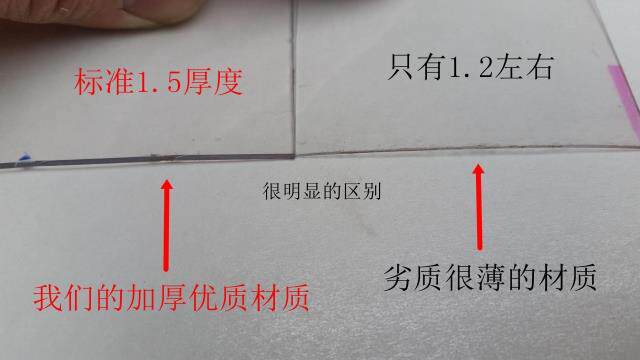 标准1.5厚度
只有1.2左右
很明显的区别
我们的加厚优质材质
劣质很薄的材质